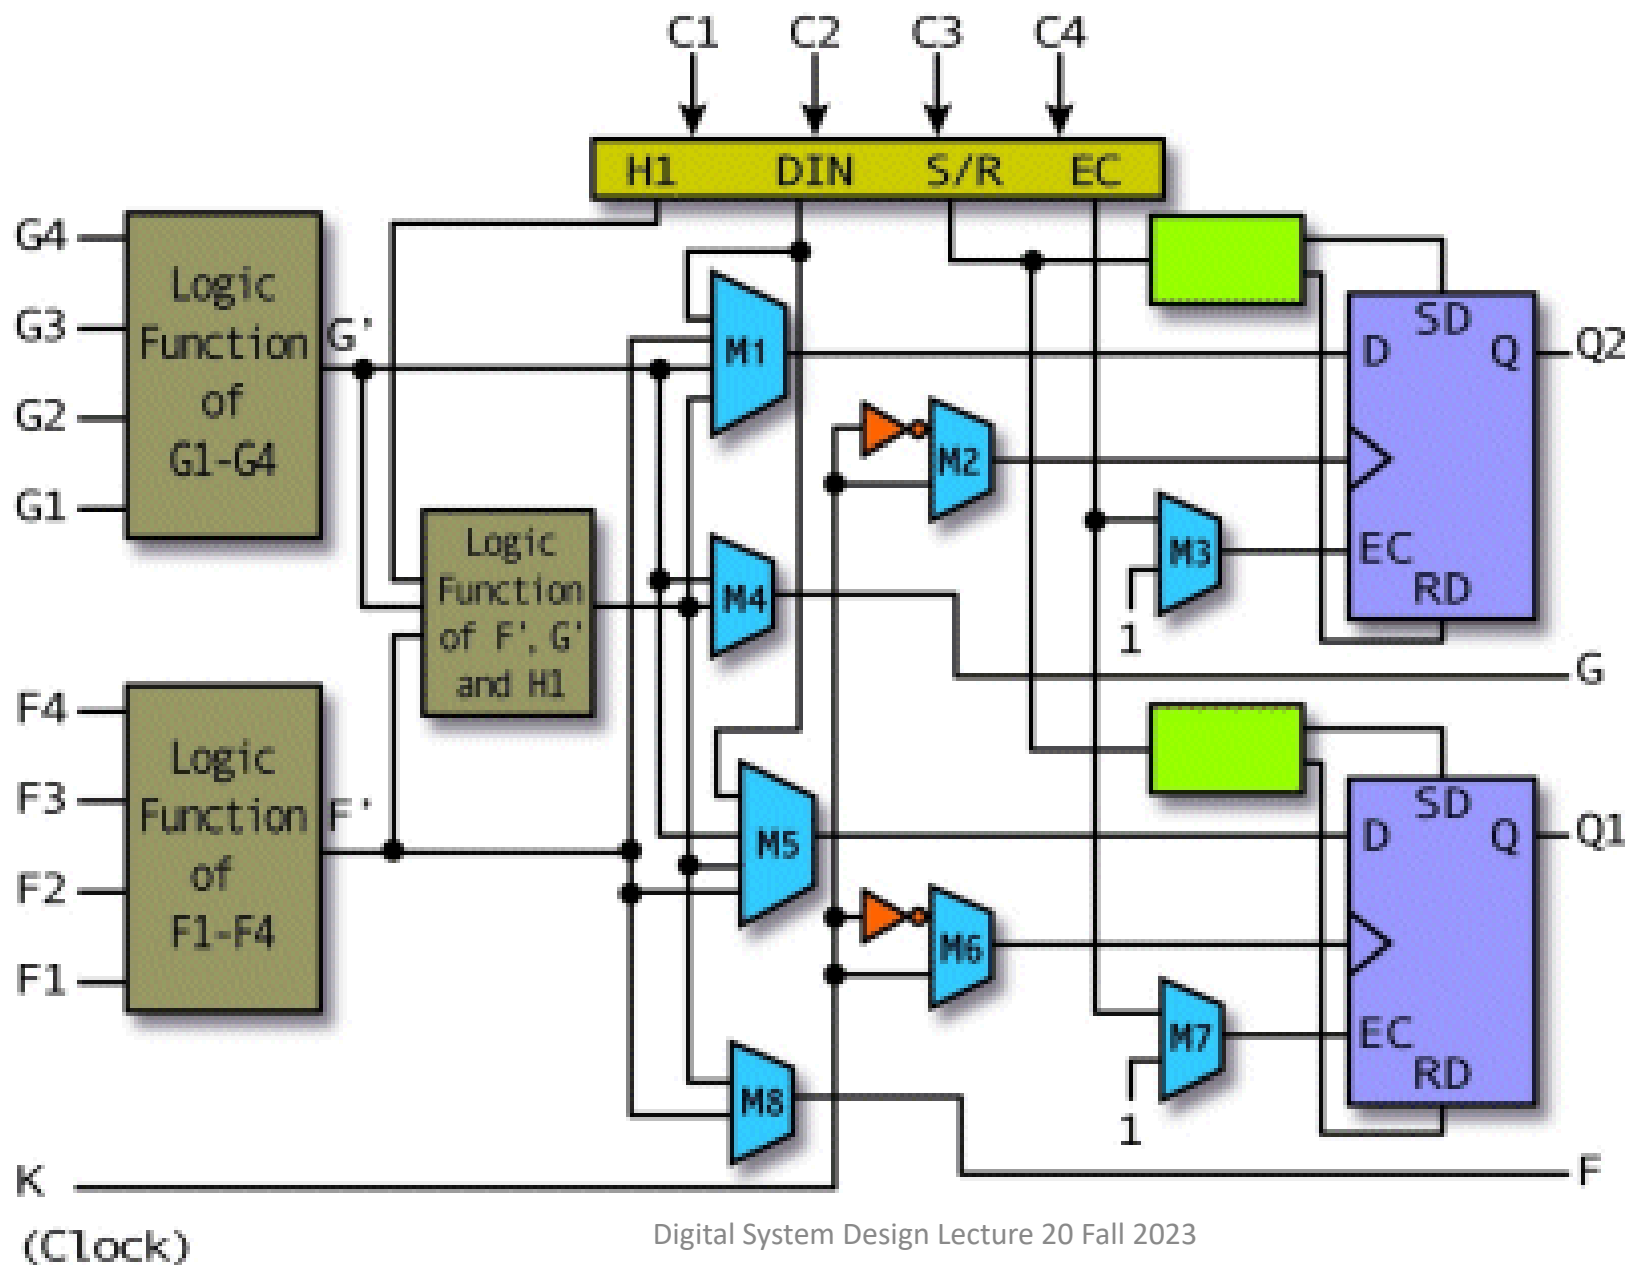 C1 C2 C3 C4
H1 DIN S/R EC
G4
G3
G2
G1
Logic
Function
of
G1-G4
G'
M1
SD
D Q
Q2
M2
M3
EC
RD
1
Logic
Function
of F', G'
and H1
M4
G
F4
F3
F2
F1
Logic
Function
of
F1-F4
F'
M5
SD
D Q
Q1
M6
M7
EC
RD
1
M8
F
K
(Clock)
Digital System Design Lecture 20 Fall 2023